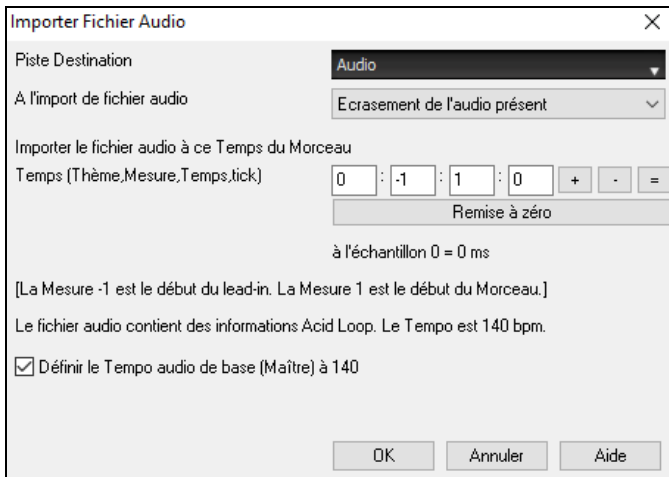 Importer Fichier Audio
Piste Destination Audio
A l'import de fichier audio Ecrasement de l'audio présent
Importer le fichier audio à ce Temps du Morceau
Temps (Thème,Mesure,Temps,tick) 0 : -1 : 1 : 0 + - =
Remise à zéro
à l'échantillon 0 = 0 ms
[La Mesure -1 est le début du lead-in. La Mesure 1 est le début du Morceau.]
Le fichier audio contient des informations Acid Loop. Le Tempo est 140 bpm.
Définir le Tempo audio de base (Maître) à 140
OK Annuler Aide